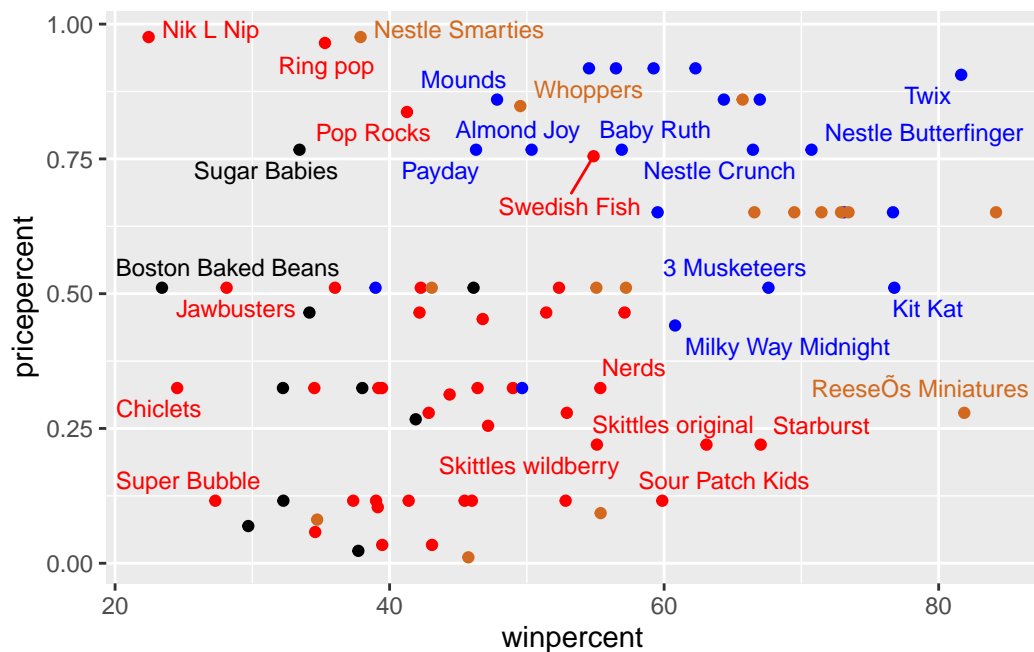 1.00
Nik L Nip
Nestle Smarties
Ring pop
Mounds
Whoppers
Twix
Pop Rocks
Almond Joy
Baby Ruth
Nestle Butterfinger
0.75
Sugar Babies
Payday
Nestle Crunch
Swedish Fish
pricepercent
Boston Baked Beans
3 Musketeers
0.50
Jawbusters
Kit Kat
Milky Way Midnight
Nerds
ReeseÕs Miniatures
Chiclets
0.25
Skittles original
Starburst
Skittles wildberry
Super Bubble
Sour Patch Kids
0.00
20
40
60
80
winpercent